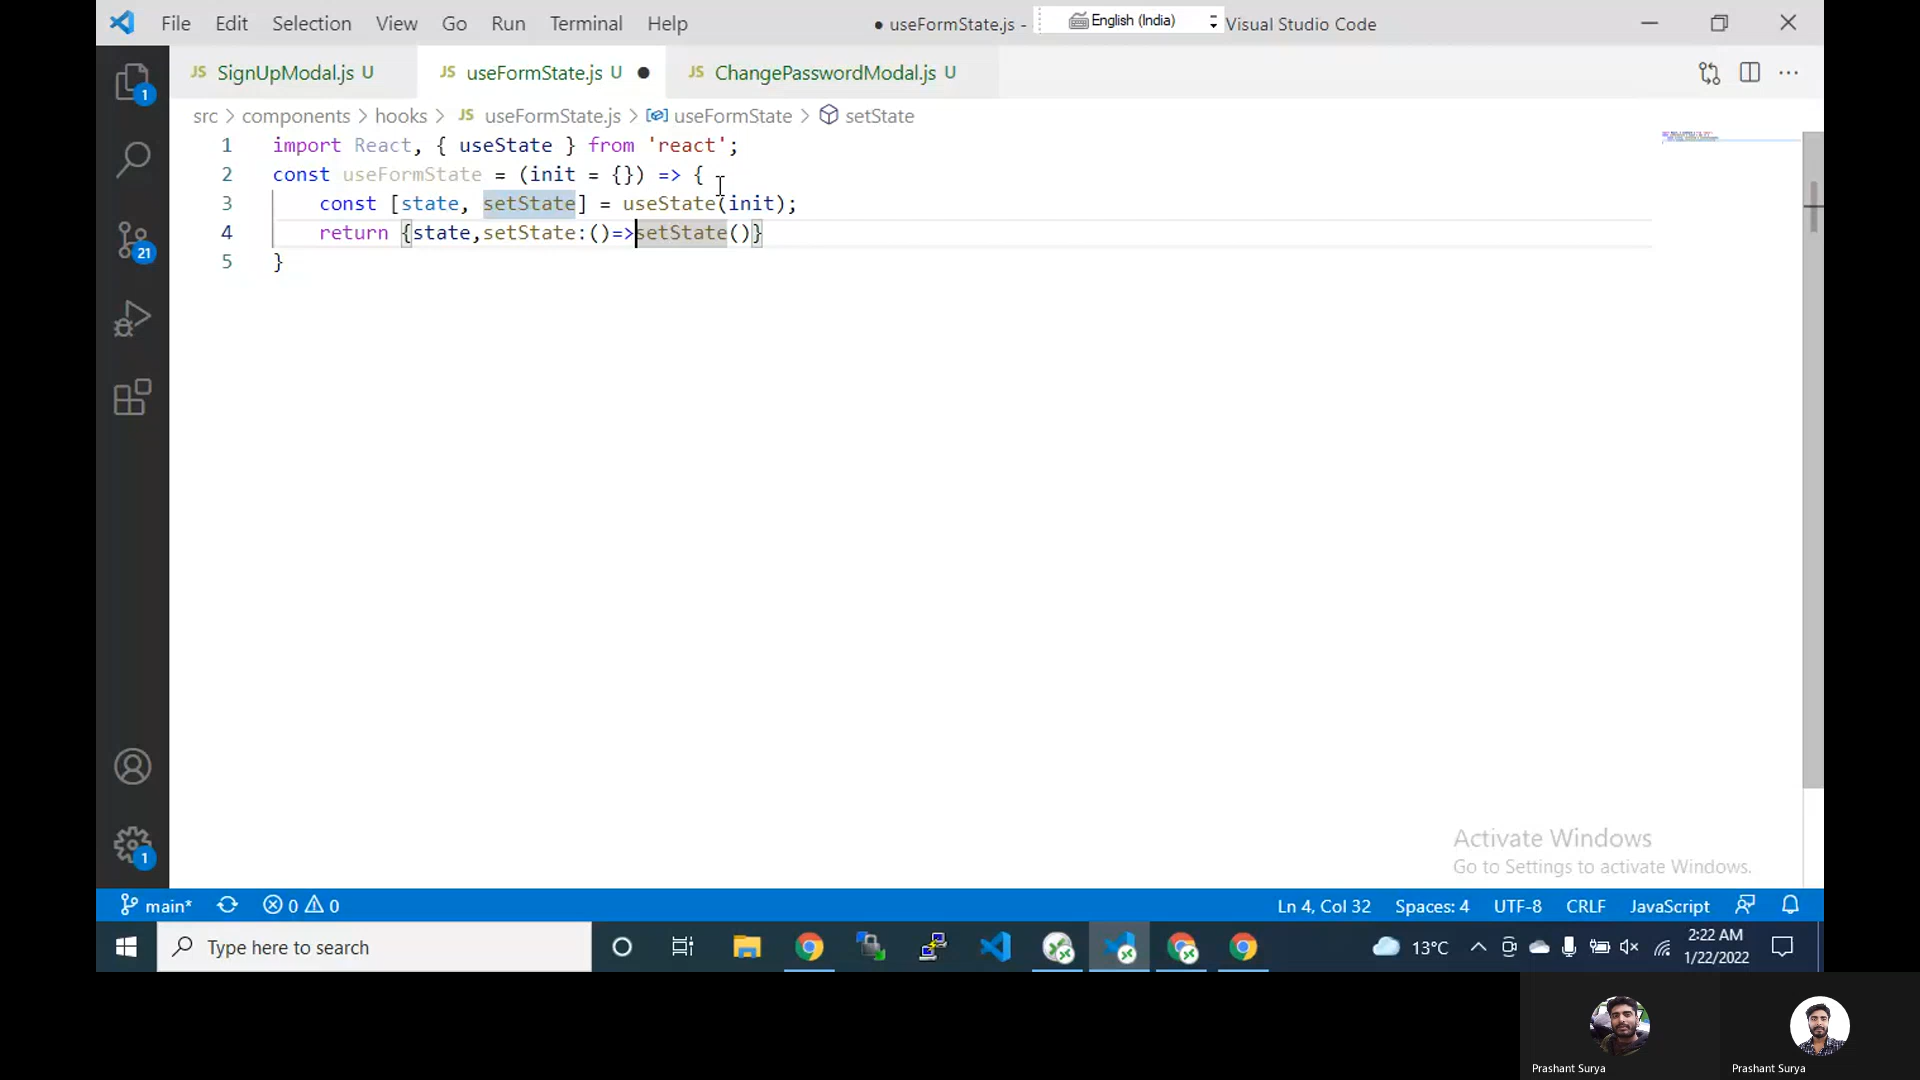 File Edit Selection View Go Run Terminal Help
● useFormState.js -
English (India)
Visual Studio Code
JS SignUpModal.js U
JS useFormState.js U ●
JS ChangePasswordModal.js U
src > components > hooks > JS useFormState.js > useFormState > setState
1 import React, { useState } from 'react';
2 const useFormState = (init = {}) => {
3 const [state, setState] = useState(init);
4 return {state,setState:()=>setState()}
5 }
1
21
1
Activate Windows
Go to Settings to activate Windows.
main* 0 0
Ln 4, Col 32 Spaces: 4 UTF-8 CRLF JavaScript
Type here to search
13°C
2:22 AM
1/22/2022
Prashant Surya
Prashant Surya